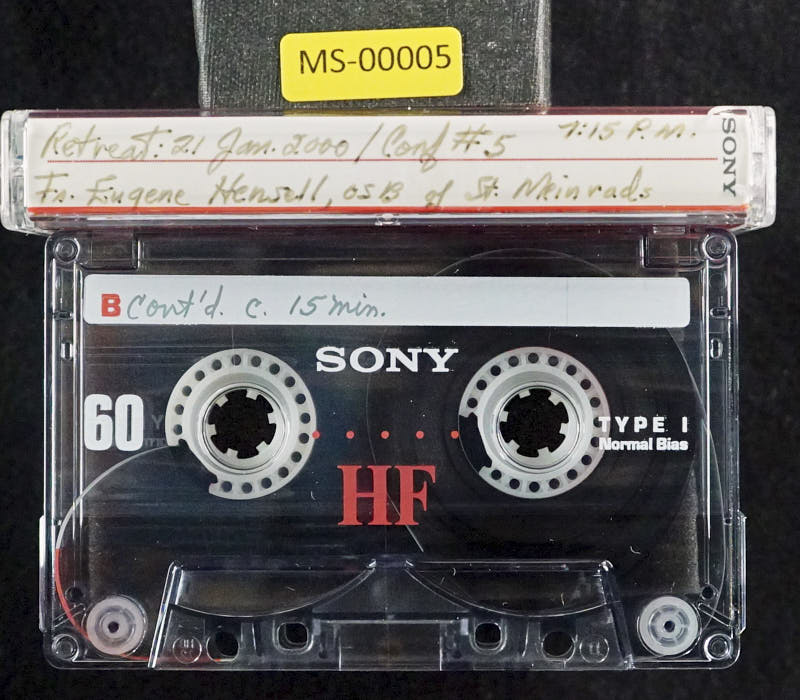 MS-00005
Retreat: 21 Jan. 2000 / Conf #5 7:15 P.M.
SONY
Fr. Eugene Hensell, OSB of St. Meinrads
B Cont'd. c. 15 min.
SONY
60
TYPE I
Normal Bias
HF